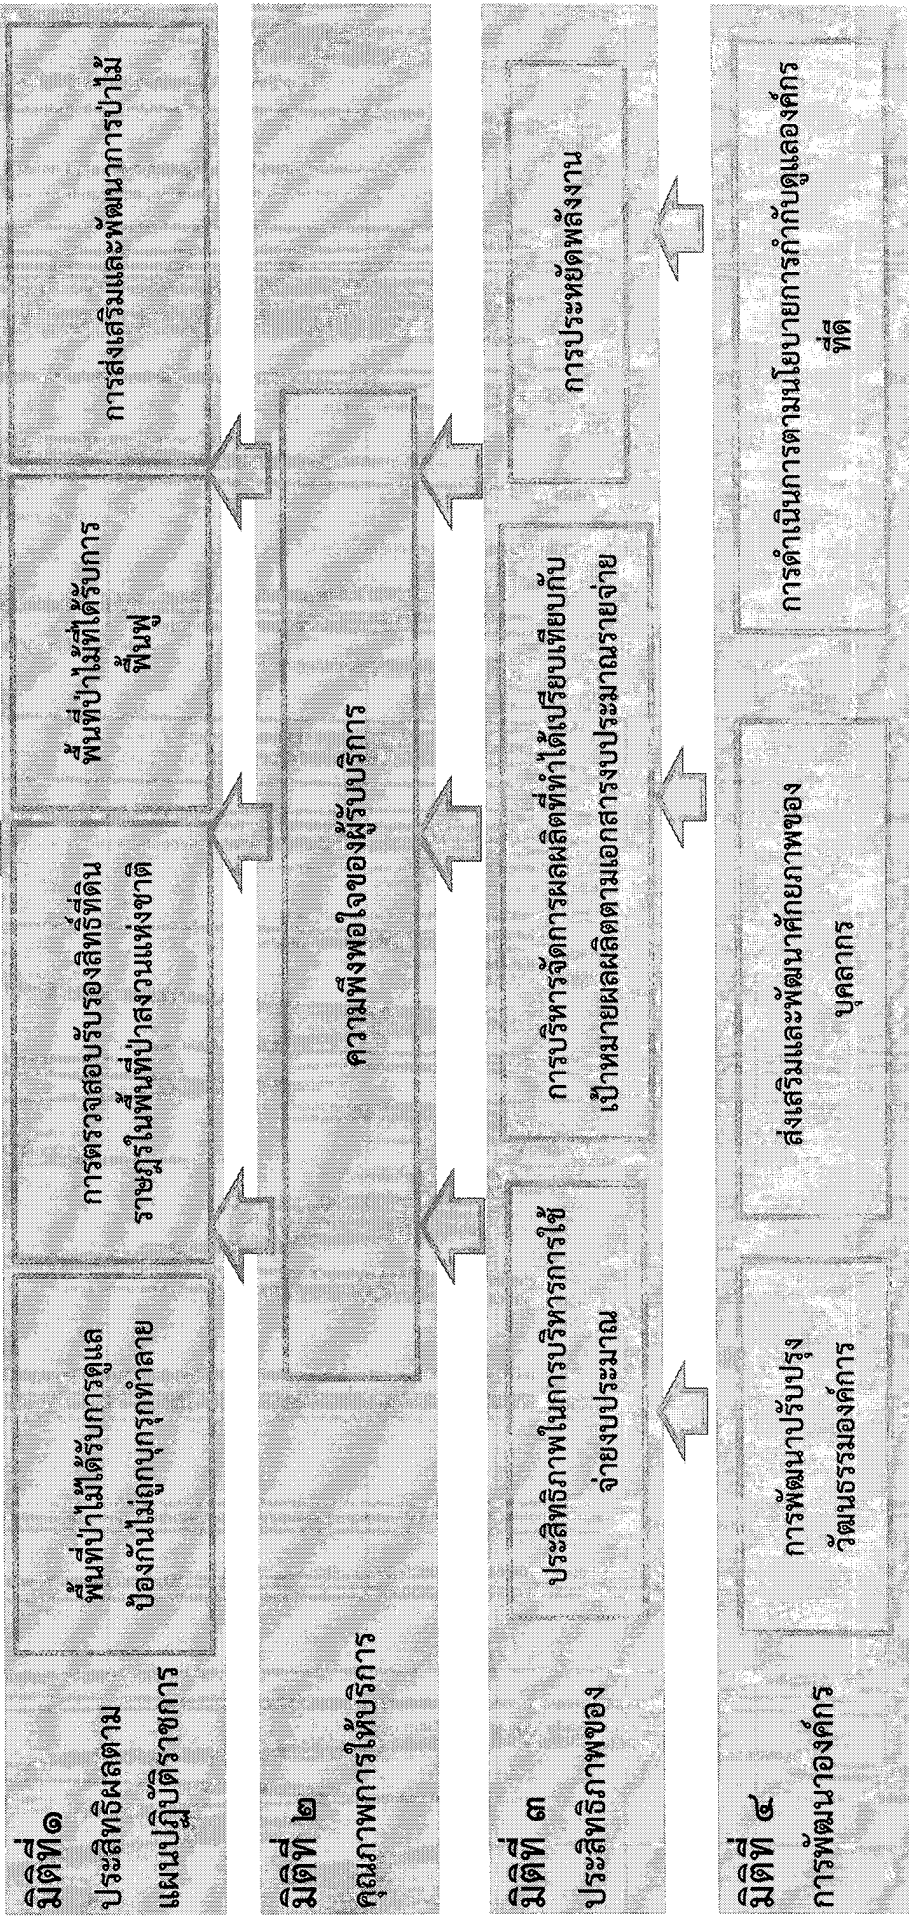 มิติที่๑
ประสิทธิผลตาม
แผนปฏิบัติราชการ
พื้นที่ป่าไม้ได้รับการดูแล
ป้องกันไม่ถูกบุกรุกทำลาย
การตรวจสอบรับรองสิทธิ์ที่ดิน
ราษฎรในพื้นที่ป่าสงวนแห่งชาติ
พื้นที่ป่าไม้ที่ได้รับการ
ฟื้นฟู
การส่งเสริมและพัฒนาการป่าไม้
มิติที่ ๒
คุณภาพการให้บริการ
ความพึงพอใจของผู้รับบริการ
มิติที่ ๓
ประสิทธิภาพของ
ประสิทธิภาพในการบริหารการใช้
จ่ายงบประมาณ
การบริหารจัดการผลผลิตที่ทำได้เปรียบเทียบกับ
เป้าหมายผลผลิตตามเอกสารงบประมาณรายจ่าย
การประหยัดพลังงาน
มิติที่ ๔
การพัฒนาองค์กร
การพัฒนาปรับปรุง
วัฒนธรรมองค์การ
ส่งเสริมและพัฒนาศักยภาพของ
บุคลากร
การดำเนินการตามนโยบายการกำกับดูแลองค์กร
ที่ดี